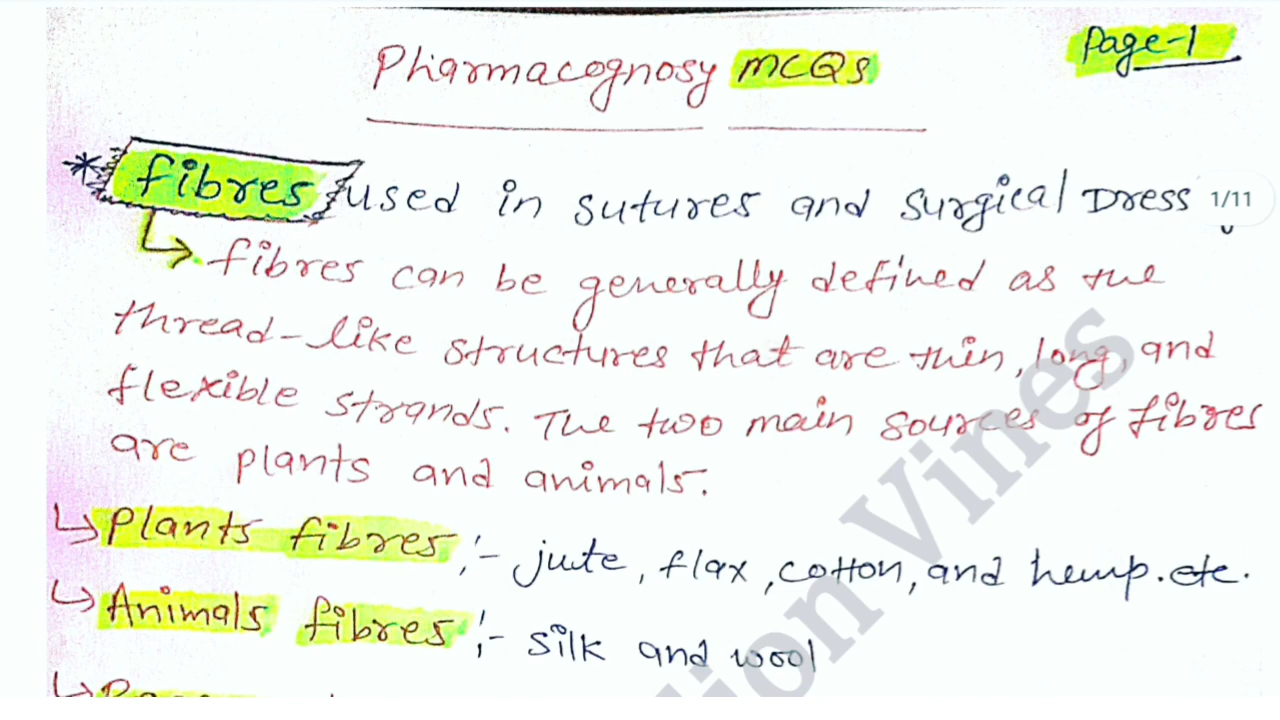 Page-1
Pharmacognosy MCQs
* fibres used in sutures and surgical Dress
1/11
↳ fibres can be generally defined as the
thread-like structures that are thin, long, and
flexible strands. The two main sources of fibres
are plants and animals.
↳ Plants fibres :- jute, flax, cotton, and hemp. etc.
↳ Animals fibres :- silk and wool
ion Vines